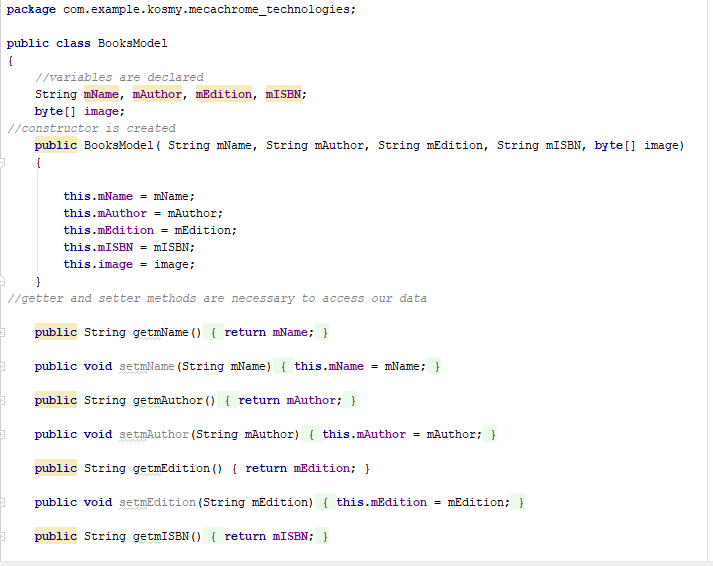 package com.example.kosmy.mecachrome_technologies;
public class BooksModel
{
//variables are declared
String mName, mAuthor, mEdition, mISBN;
byte[] image;
//constructor is created
public BooksModel( String mName, String mAuthor, String mEdition, String mISBN, byte[] image)
{
this.mName = mName;
this.mAuthor = mAuthor;
this.mEdition = mEdition;
this.mISBN = mISBN;
this.image = image;
}
//getter and setter methods are necessary to access our data
public String getmName() { return mName; }
public void setmName(String mName) { this.mName = mName; }
public String getmAuthor() { return mAuthor; }
public void setmAuthor(String mAuthor) { this.mAuthor = mAuthor; }
public String getmEdition() { return mEdition; }
public void setmEdition(String mEdition) { this.mEdition = mEdition; }
public String getmISBN() { return mISBN; }